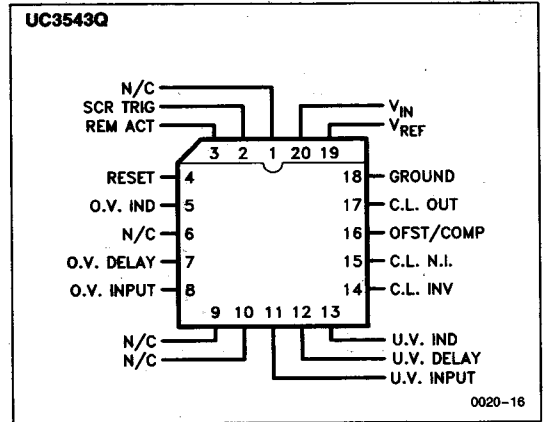 UC3543Q
N/C
SCR TRIG
REM ACT
V_IN
V_REF
3 2 1 20 19
RESET 4
18 GROUND
O.V. IND 5
17 C.L. OUT
N/C 6
16 OFST/COMP
O.V. DELAY 7
15 C.L. N.I.
O.V. INPUT 8
14 C.L. INV
9 10 11 12 13
N/C
N/C
U.V. IND
U.V. DELAY
U.V. INPUT
0020-16